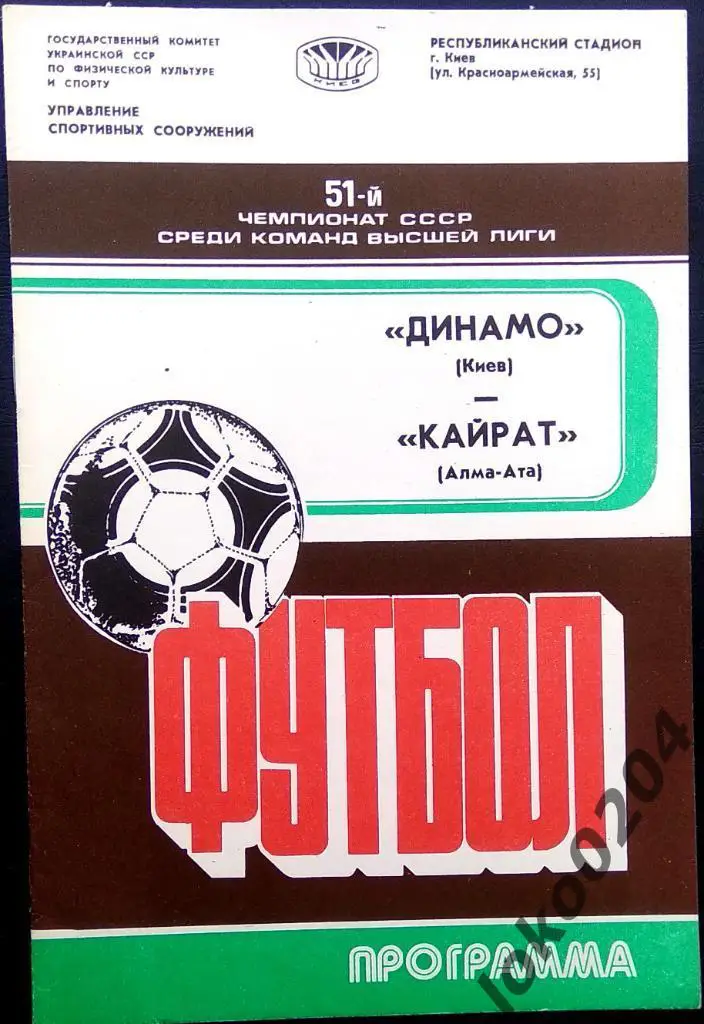 ГОСУДАРСТВЕННЫЙ КОМИТЕТ
УКРАИНСКОЙ ССР
ПО ФИЗИЧЕСКОЙ КУЛЬТУРЕ
И СПОРТУ
УПРАВЛЕНИЕ
СПОРТИВНЫХ СООРУЖЕНИЙ
КИЕВ
РЕСПУБЛИКАНСКИЙ СТАДИОН
г. Киев
(ул. Красноармейская, 55)
51-й
ЧЕМПИОНАТ СССР
СРЕДИ КОМАНД ВЫСШЕЙ ЛИГИ
«ДИНАМО»
(Киев)
—
«КАЙРАТ»
(Алма-Ата)
ФУТБОЛ
ПРОГРАММА
loko0204